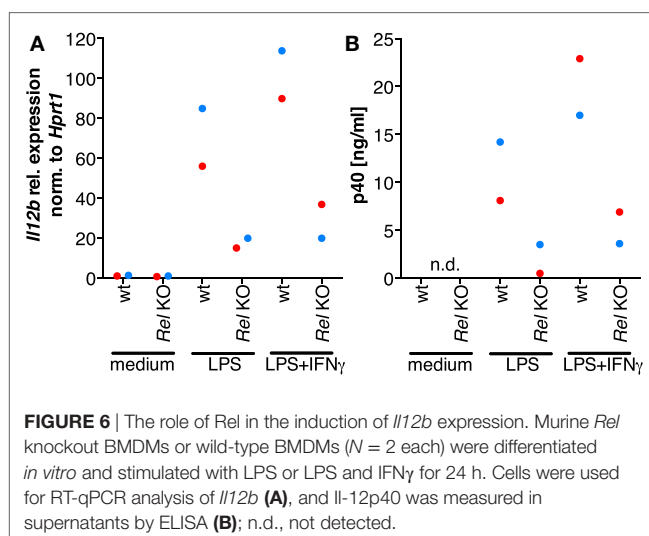 A
Il12b rel. expression
norm. to Hprt1
120
100
80
60
40
20
0
wt
Rel KO
wt
Rel KO
wt
Rel KO
medium
LPS
LPS+IFNγ
B
p40 [ng/ml]
25
20
15
10
5
0
n.d.
wt
Rel KO
wt
Rel KO
wt
Rel KO
medium
LPS
LPS+IFNγ
FIGURE 6 | The role of Rel in the induction of Il12b expression. Murine Rel
knockout BMDMs or wild-type BMDMs (N = 2 each) were differentiated
in vitro and stimulated with LPS or LPS and IFNγ for 24 h. Cells were used
for RT-qPCR analysis of Il12b (A), and Il-12p40 was measured in
supernatants by ELISA (B); n.d., not detected.